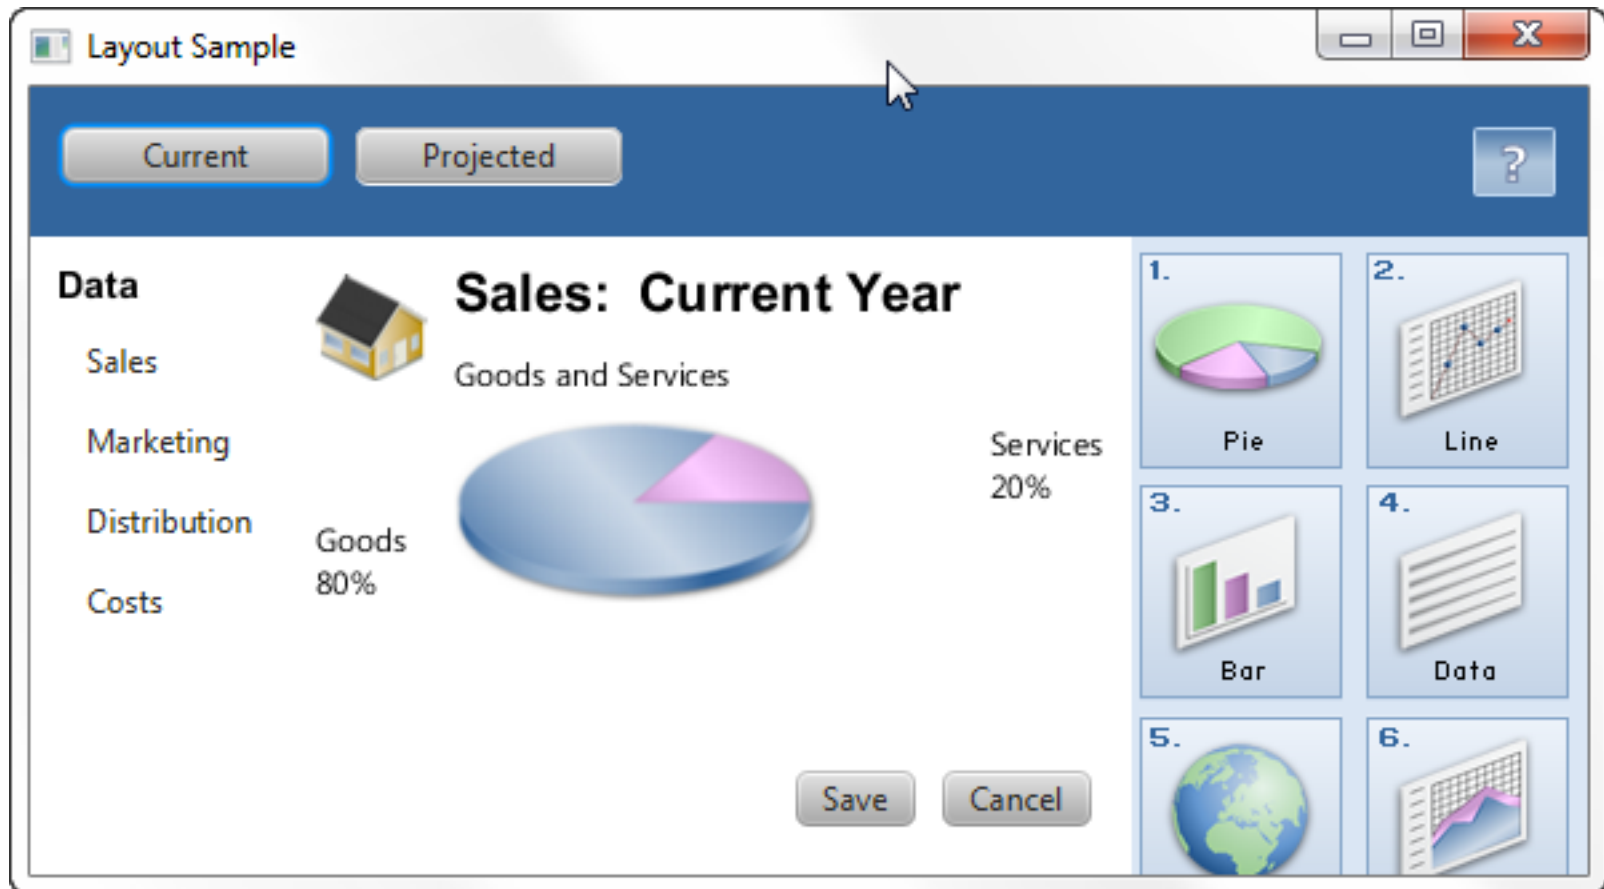 Layout Sample
Current
Projected
?
Data
Sales
Marketing
Distribution
Costs
Sales: Current Year
Goods and Services
Goods
80%
Services
20%
Save
Cancel
1.
Pie
2.
Line
3.
Bar
4.
Data
5.
6.